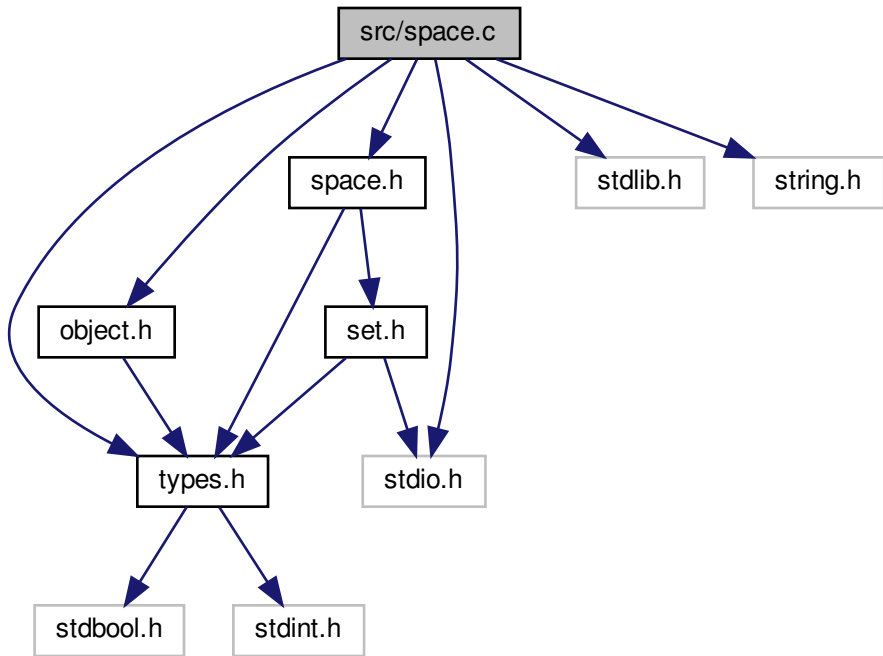 src/space.c
space.h
stdlib.h
string.h
object.h
set.h
types.h
stdio.h
stdbool.h
stdint.h